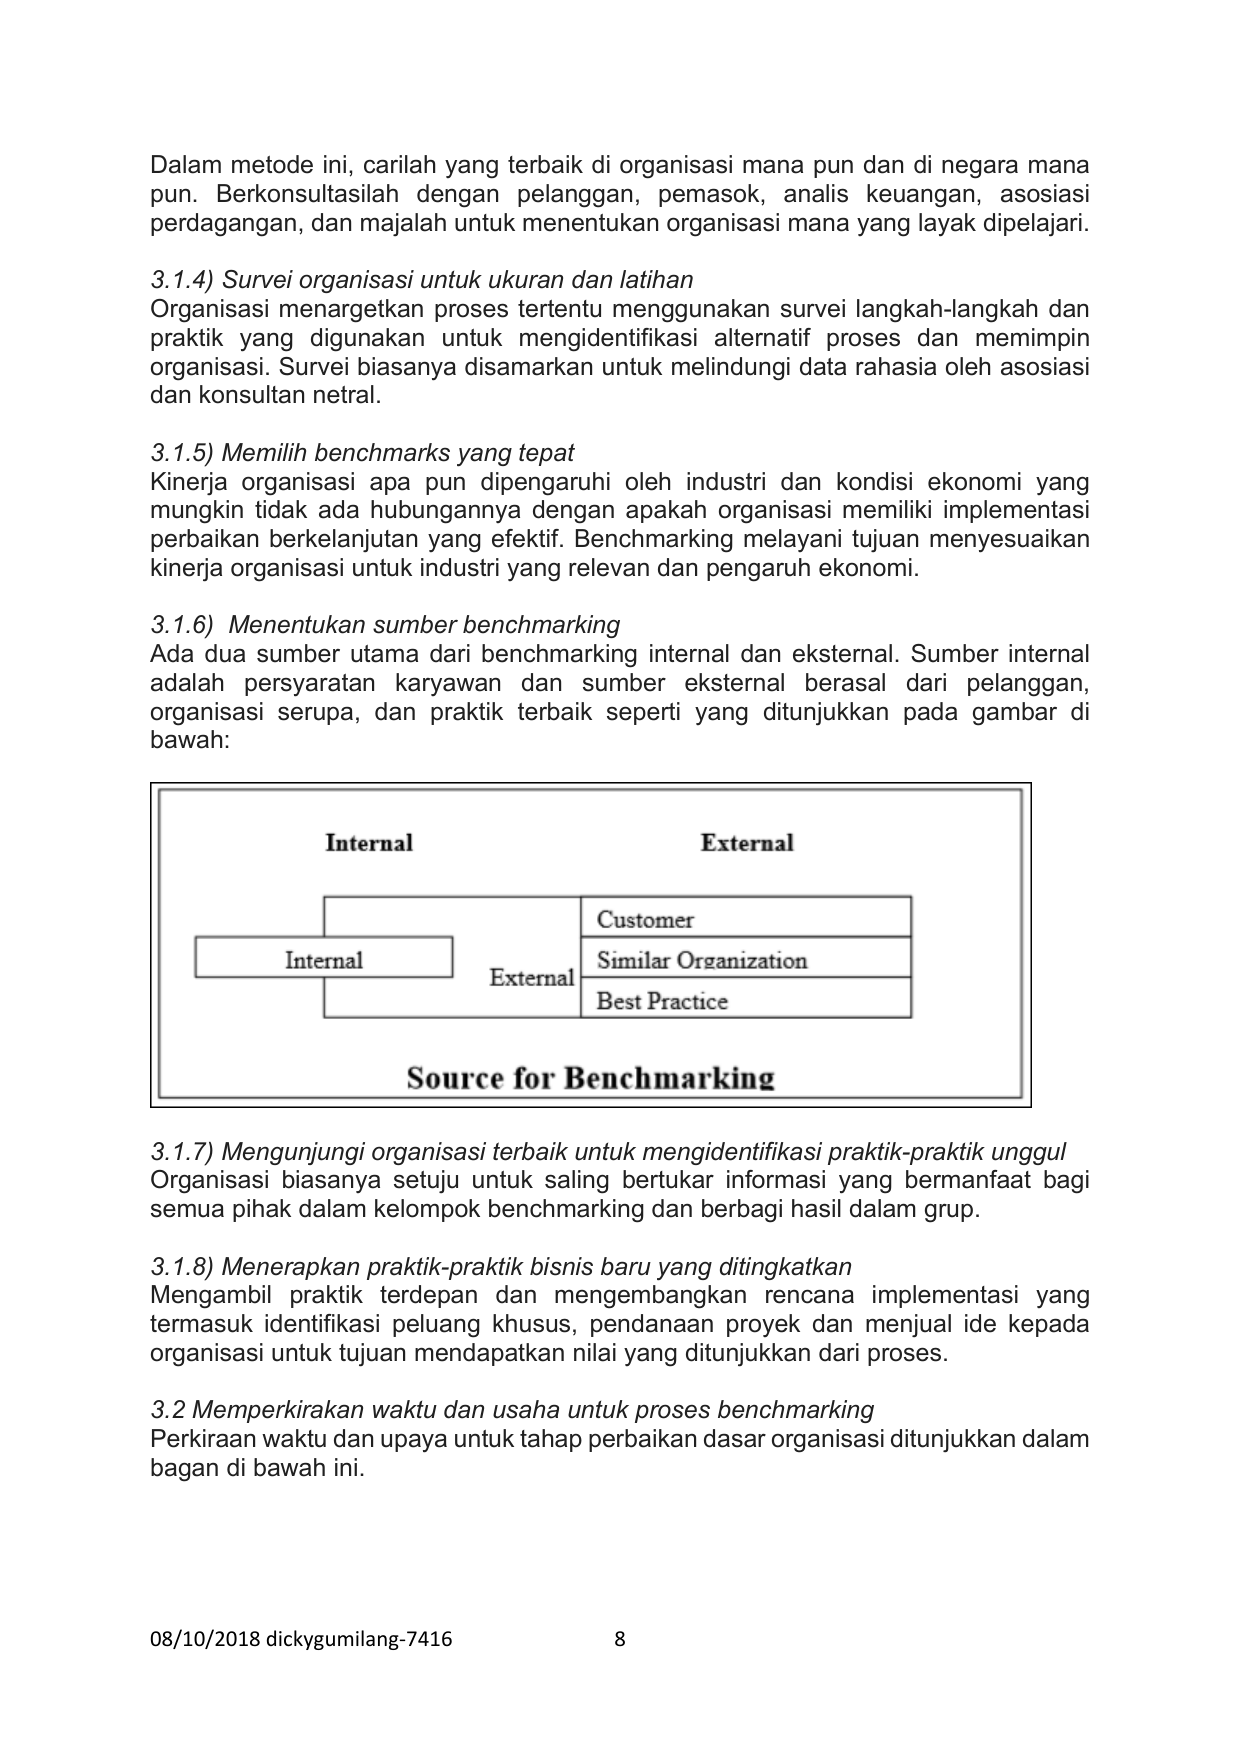 Dalam metode ini, carilah yang terbaik di organisasi mana pun dan di negara mana
pun. Berkonsultasilah dengan pelanggan, pemasok, analis keuangan, asosiasi
perdagangan, dan majalah untuk menentukan organisasi mana yang layak dipelajari.
3.1.4) Survei organisasi untuk ukuran dan latihan
Organisasi menargetkan proses tertentu menggunakan survei langkah-langkah dan
praktik yang digunakan untuk mengidentifikasi alternatif proses dan memimpin
organisasi. Survei biasanya disamarkan untuk melindungi data rahasia oleh asosiasi
dan konsultan netral.
3.1.5) Memilih benchmarks yang tepat
Kinerja organisasi apa pun dipengaruhi oleh industri dan kondisi ekonomi yang
mungkin tidak ada hubungannya dengan apakah organisasi memiliki implementasi
perbaikan berkelanjutan yang efektif. Benchmarking melayani tujuan menyesuaikan
kinerja organisasi untuk industri yang relevan dan pengaruh ekonomi.
3.1.6) Menentukan sumber benchmarking
Ada dua sumber utama dari benchmarking internal dan eksternal. Sumber internal
adalah persyaratan karyawan dan sumber eksternal berasal dari pelanggan,
organisasi serupa, dan praktik terbaik seperti yang ditunjukkan pada gambar di
bawah:
Internal External
Customer
Internal Similar Organization
External
Best Practice
Source for Benchmarking
3.1.7) Mengunjungi organisasi terbaik untuk mengidentifikasi praktik-praktik unggul
Organisasi biasanya setuju untuk saling bertukar informasi yang bermanfaat bagi
semua pihak dalam kelompok benchmarking dan berbagi hasil dalam grup.
3.1.8) Menerapkan praktik-praktik bisnis baru yang ditingkatkan
Mengambil praktik terdepan dan mengembangkan rencana implementasi yang
termasuk identifikasi peluang khusus, pendanaan proyek dan menjual ide kepada
organisasi untuk tujuan mendapatkan nilai yang ditunjukkan dari proses.
3.2 Memperkirakan waktu dan usaha untuk proses benchmarking
Perkiraan waktu dan upaya untuk tahap perbaikan dasar organisasi ditunjukkan dalam
bagan di bawah ini.
08/10/2018 dickygumilang-7416 8